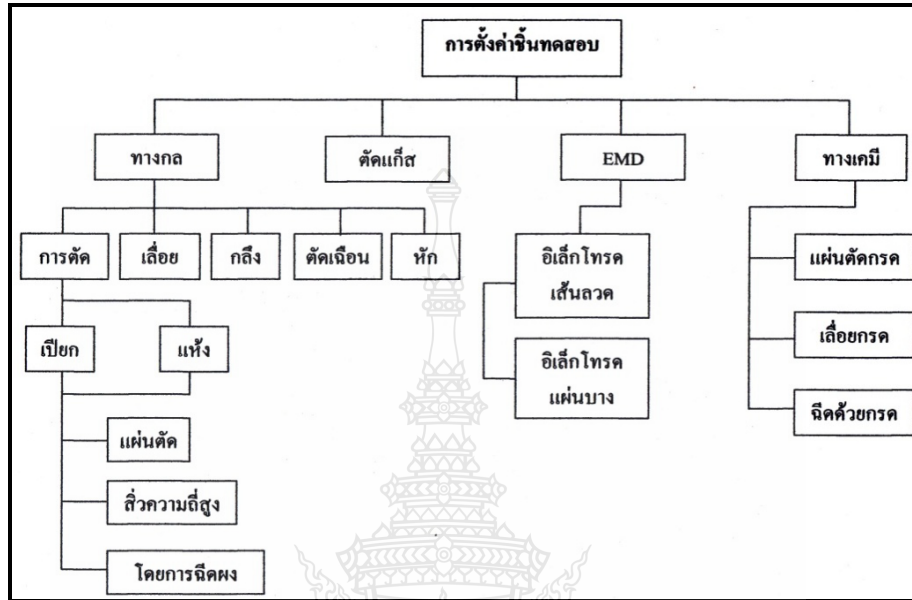 การตั้งค่าชิ้นทดสอบ
ทางกล
ตัดแก็ส
EMD
ทางเคมี
การตัด
เลื่อย
กลึง
ตัดเฉือน
หัก
อิเล็กโทรด
เส้นลวด
แผ่นตัดกรด
เปียก
แห้ง
อิเล็กโทรด
แผ่นบาง
เลื่อยกรด
ฉีดด้วยกรด
แผ่นตัด
สิ่วความถี่สูง
โดยการฉีดผง